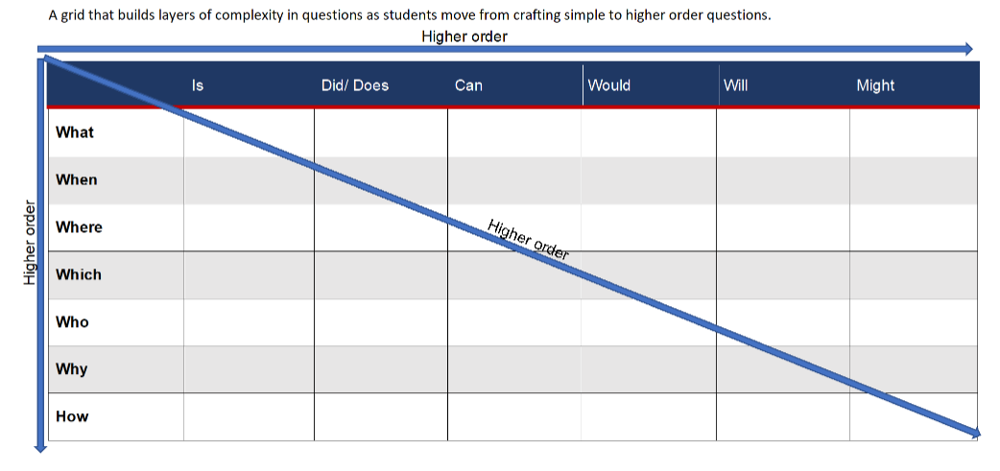 A grid that builds layers of complexity in questions as students move from crafting simple to higher order questions.
Higher order
Is Did/ Does Can Would Will Might
What
When
Where
Higher order
Which
Who
Why
How
Higher order